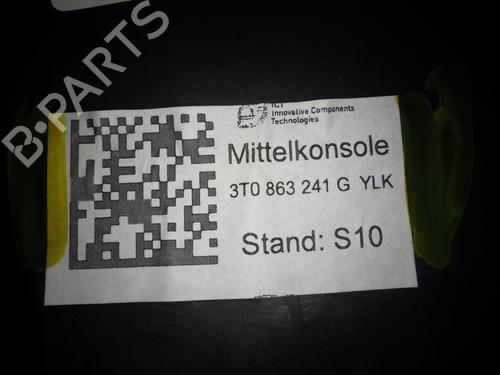 B-PARTS
ICT
Innovative Components
Technologies
Mittelkonsole
3T0 863 241 G YLK
Stand: S10